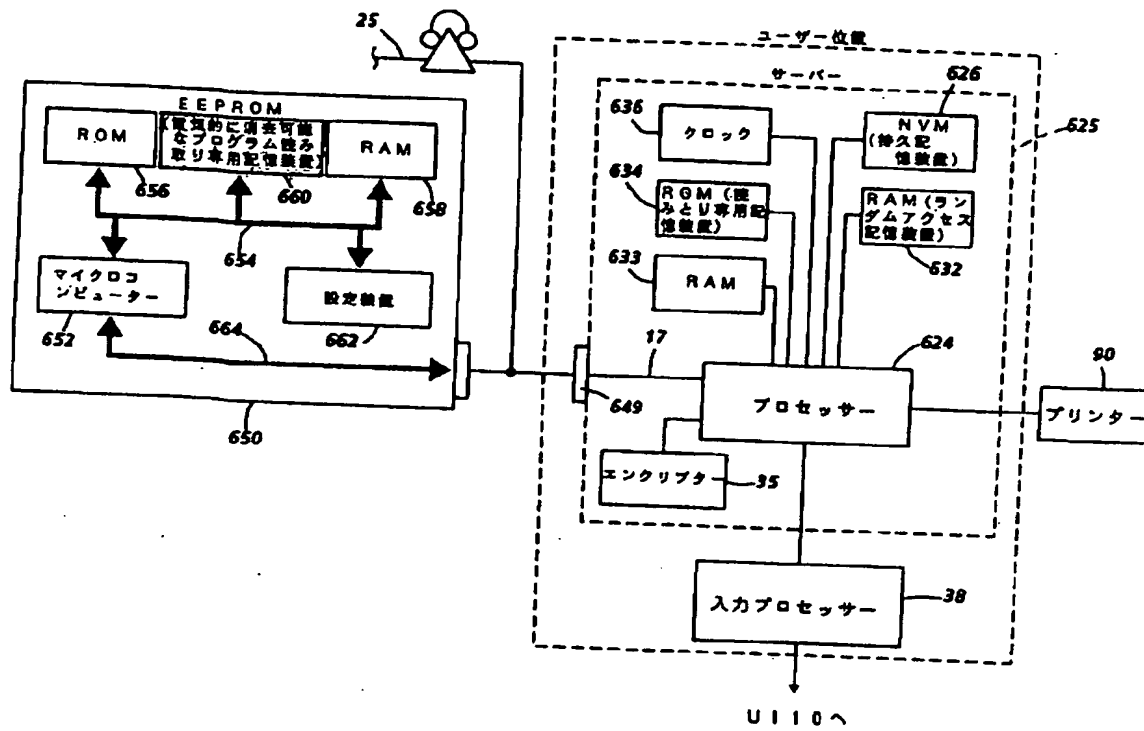 25
ユーザー位置
サーバー
626
636
クロック
NVM
(持久記
憶装置)
625
EEPROM
ROM
【電気的に消去可能
なプログラム読み
取り専用記憶装置】
RAM
656
660
658
634
ROM(読
みとり専用記
憶装置)
RAM(ラン
ダムアクセス
記憶装置)
632
654
633
RAM
マイクロコ
ンピューター
652
設定装置
662
664
17
624
90
649
プロセッサー
プリンター
650
エンクリプター
35
入力プロセッサー
38
UI10へ